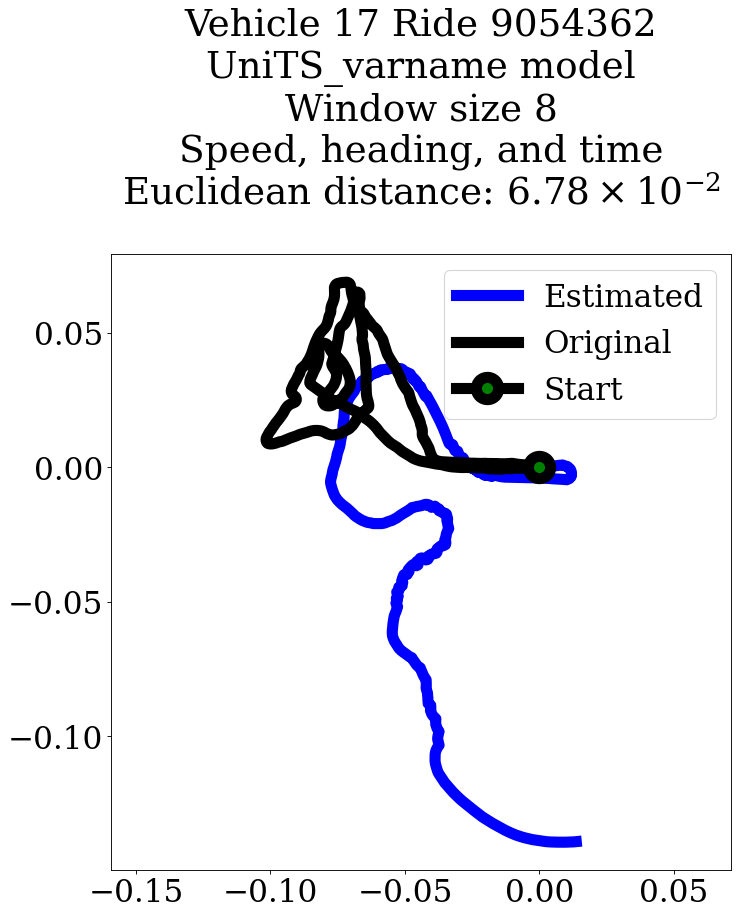 Vehicle 17 Ride 9054362
UniTS_varname model
Window size 8
Speed, heading, and time
Euclidean distance: 6.78 × 10⁻²
Estimated
Original
Start
0.05
0.00
−0.05
−0.10
−0.15 −0.10 −0.05 0.00 0.05